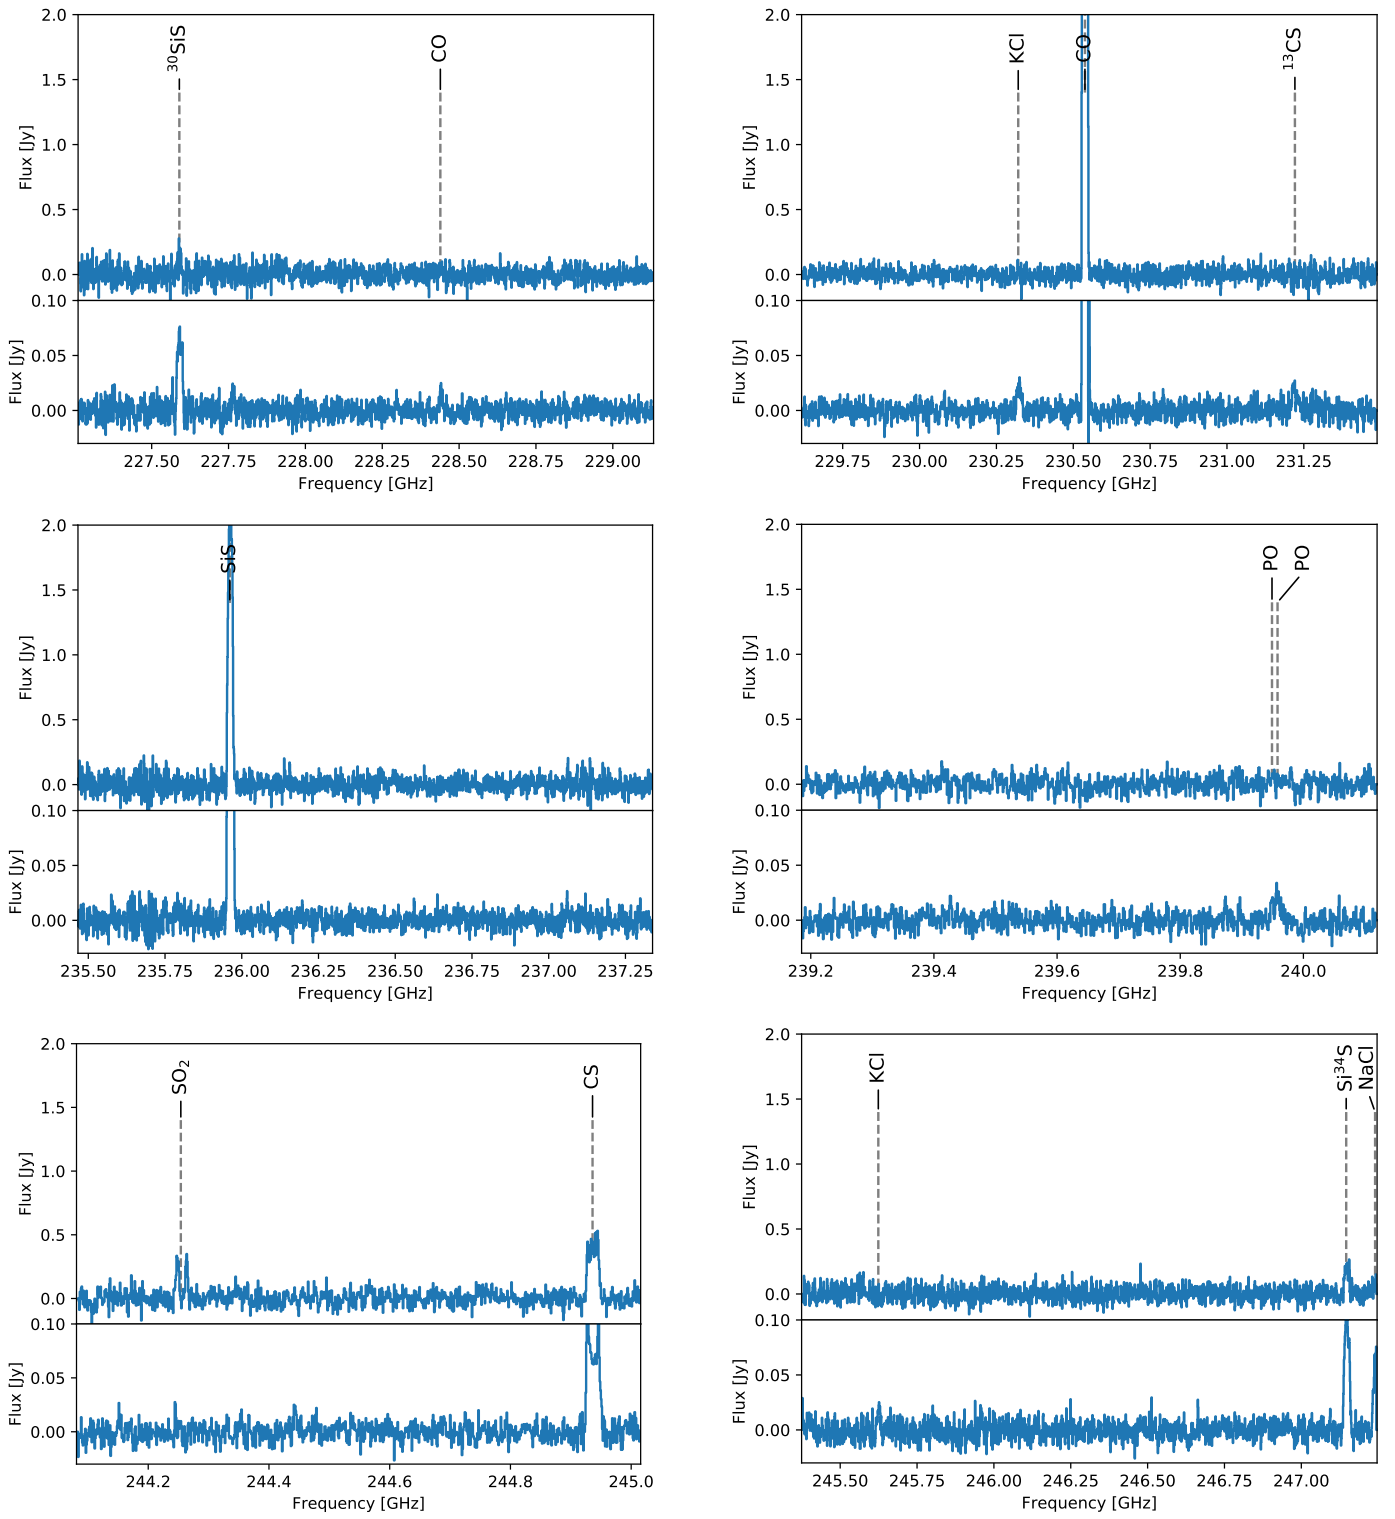 2.0
1.5
1.0
0.5
0.0
0.10
0.05
0.00
Flux [Jy]
Flux [Jy]
³⁰SiS
CO
227.50 227.75 228.00 228.25 228.50 228.75 229.00
Frequency [GHz]
2.0
1.5
1.0
0.5
0.0
0.10
0.05
0.00
Flux [Jy]
Flux [Jy]
KCl
CO
¹³CS
229.75 230.00 230.25 230.50 230.75 231.00 231.25
Frequency [GHz]
2.0
1.5
1.0
0.5
0.0
0.10
0.05
0.00
Flux [Jy]
Flux [Jy]
SiS
235.50 235.75 236.00 236.25 236.50 236.75 237.00 237.25
Frequency [GHz]
2.0
1.5
1.0
0.5
0.0
0.10
0.05
0.00
Flux [Jy]
Flux [Jy]
PO
PO
239.2 239.4 239.6 239.8 240.0
Frequency [GHz]
2.0
1.5
1.0
0.5
0.0
0.10
0.05
0.00
Flux [Jy]
Flux [Jy]
SO₂
CS
244.2 244.4 244.6 244.8 245.0
Frequency [GHz]
2.0
1.5
1.0
0.5
0.0
0.10
0.05
0.00
Flux [Jy]
Flux [Jy]
KCl
Si³⁴S
NaCl
245.50 245.75 246.00 246.25 246.50 246.75 247.00
Frequency [GHz]